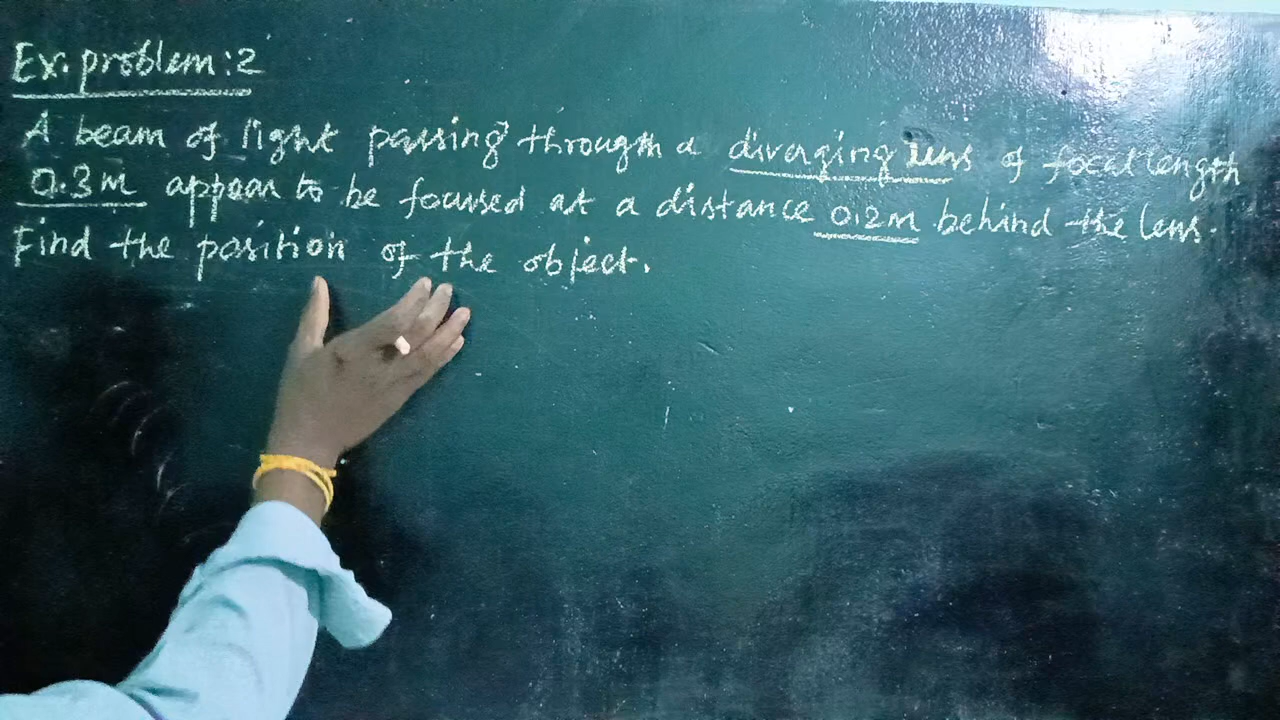 Ex. problem:2
A beam of light passing through a diverging lens of focal length
0.3m appear to be focused at a distance 0.2m behind the lens.
Find the position of the object.